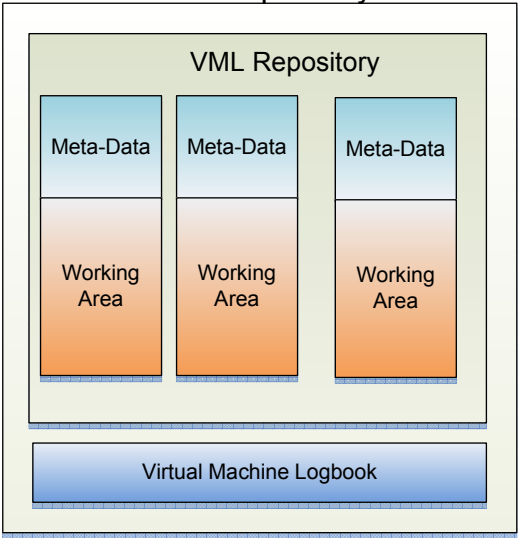 VML Repository
Meta-Data
Meta-Data
Meta-Data
Working
Area
Working
Area
Working
Area
Virtual Machine Logbook